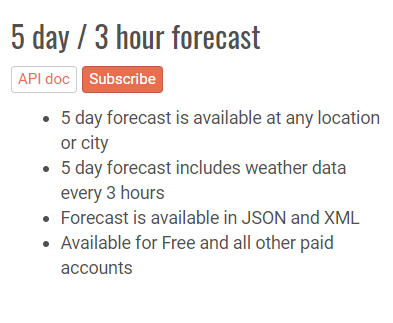 5 day / 3 hour forecast
API doc Subscribe
• 5 day forecast is available at any location
or city
• 5 day forecast includes weather data
every 3 hours
• Forecast is available in JSON and XML
• Available for Free and all other paid
accounts